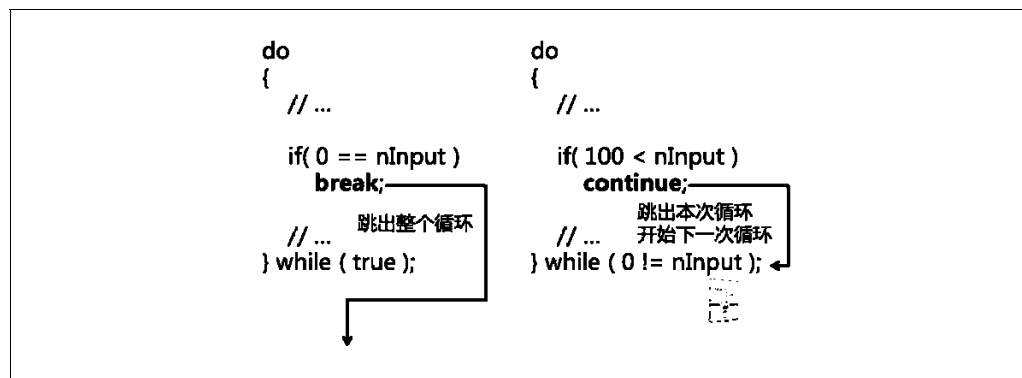 do
{
// ...
if( 0 == nInput )
break;
跳出整个循环
// ...
} while ( true );
do
{
// ...
if( 100 < nInput )
continue;
跳出本次循环
开始下一次循环
// ...
} while ( 0 != nInput );